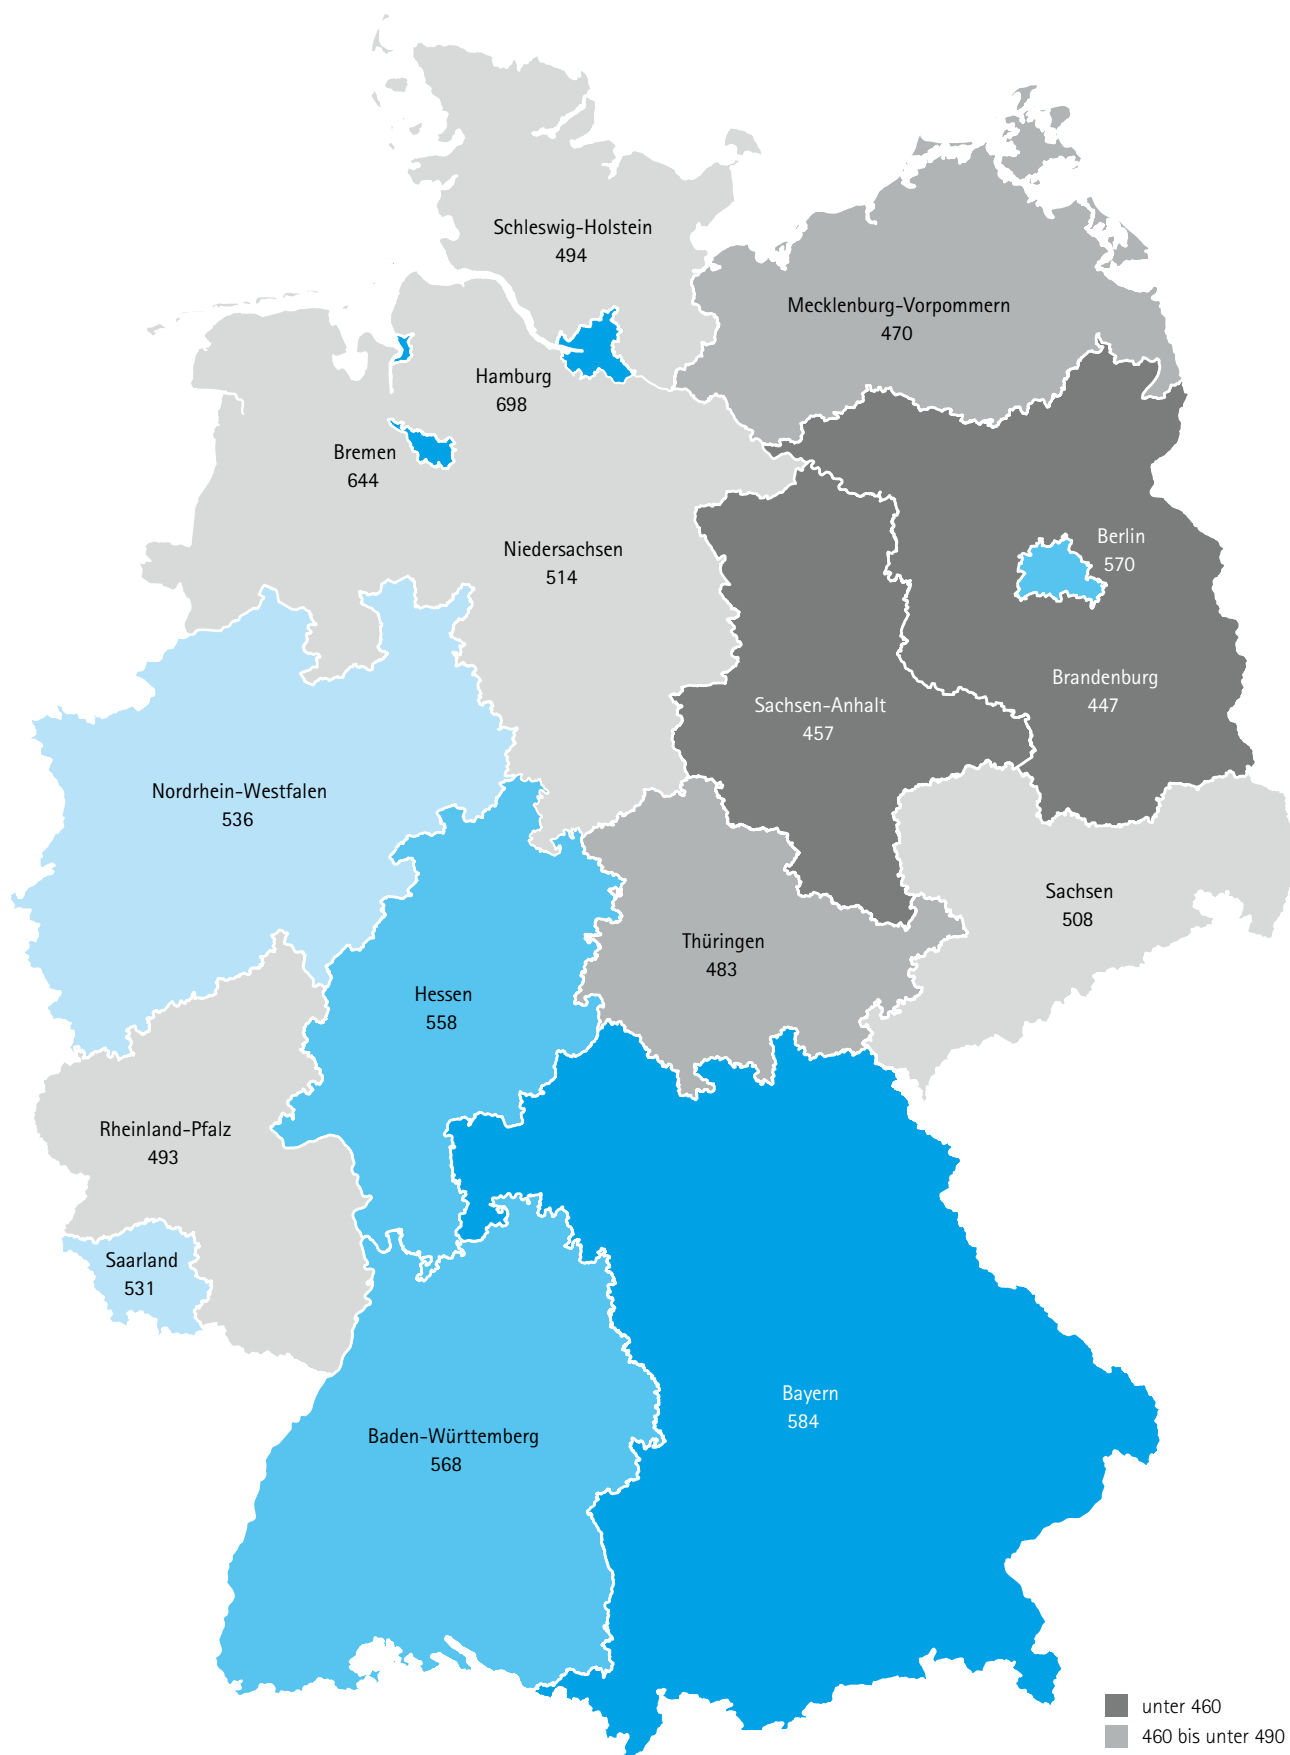 Schleswig-Holstein
494
Mecklenburg-Vorpommern
470
Hamburg
698
Bremen
644
Niedersachsen
514
Berlin
570
Brandenburg
447
Sachsen-Anhalt
457
Nordrhein-Westfalen
536
Sachsen
508
Thüringen
483
Hessen
558
Rheinland-Pfalz
493
Saarland
531
Bayern
584
Baden-Württemberg
568
unter 460
460 bis unter 490